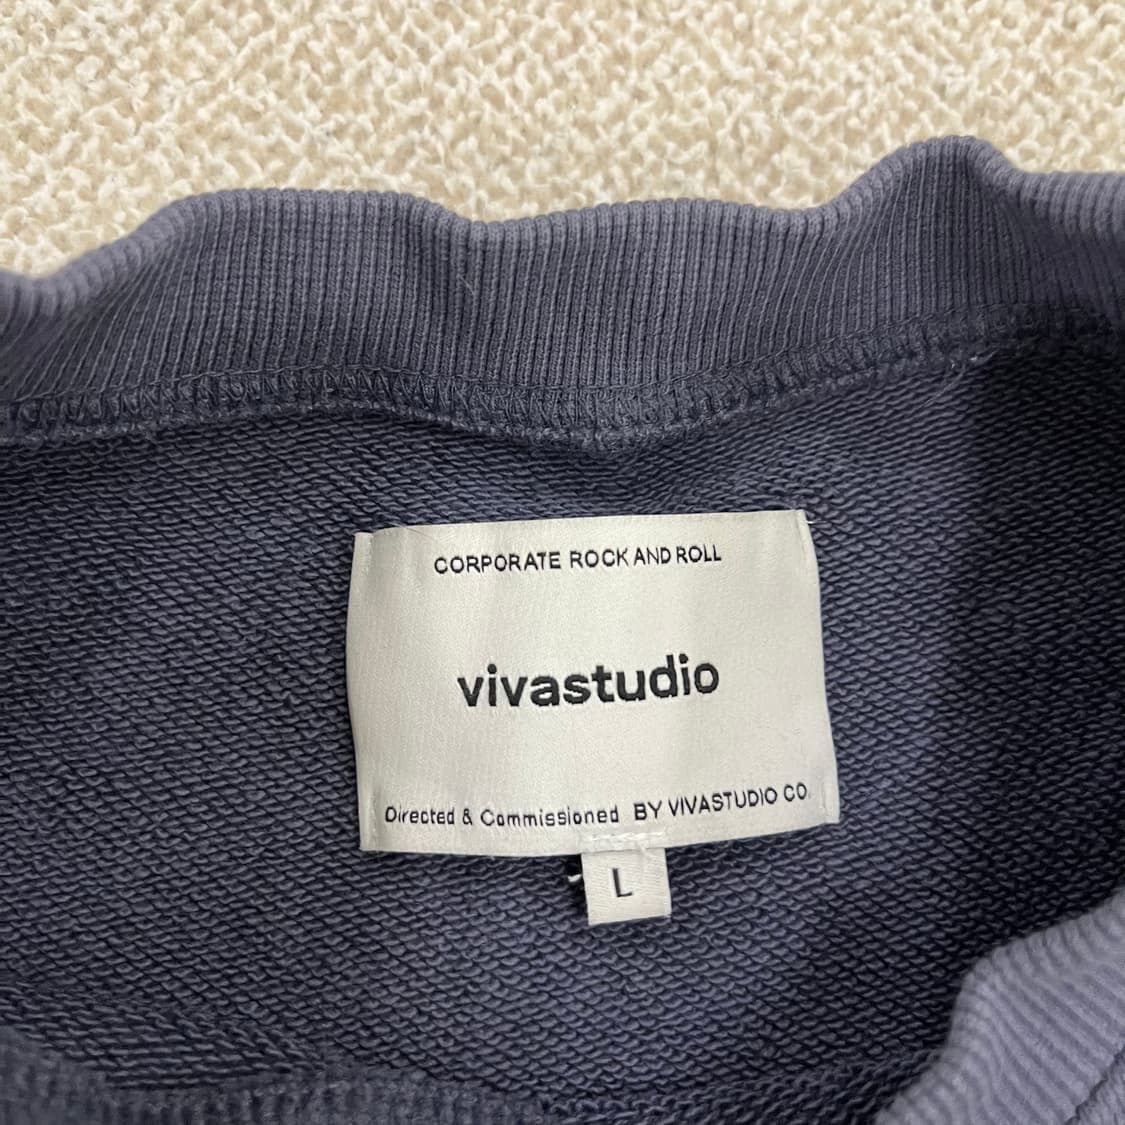 CORPORATE ROCK AND ROLL
vivastudio
Directed & Commissioned BY VIVASTUDIO CO.
L